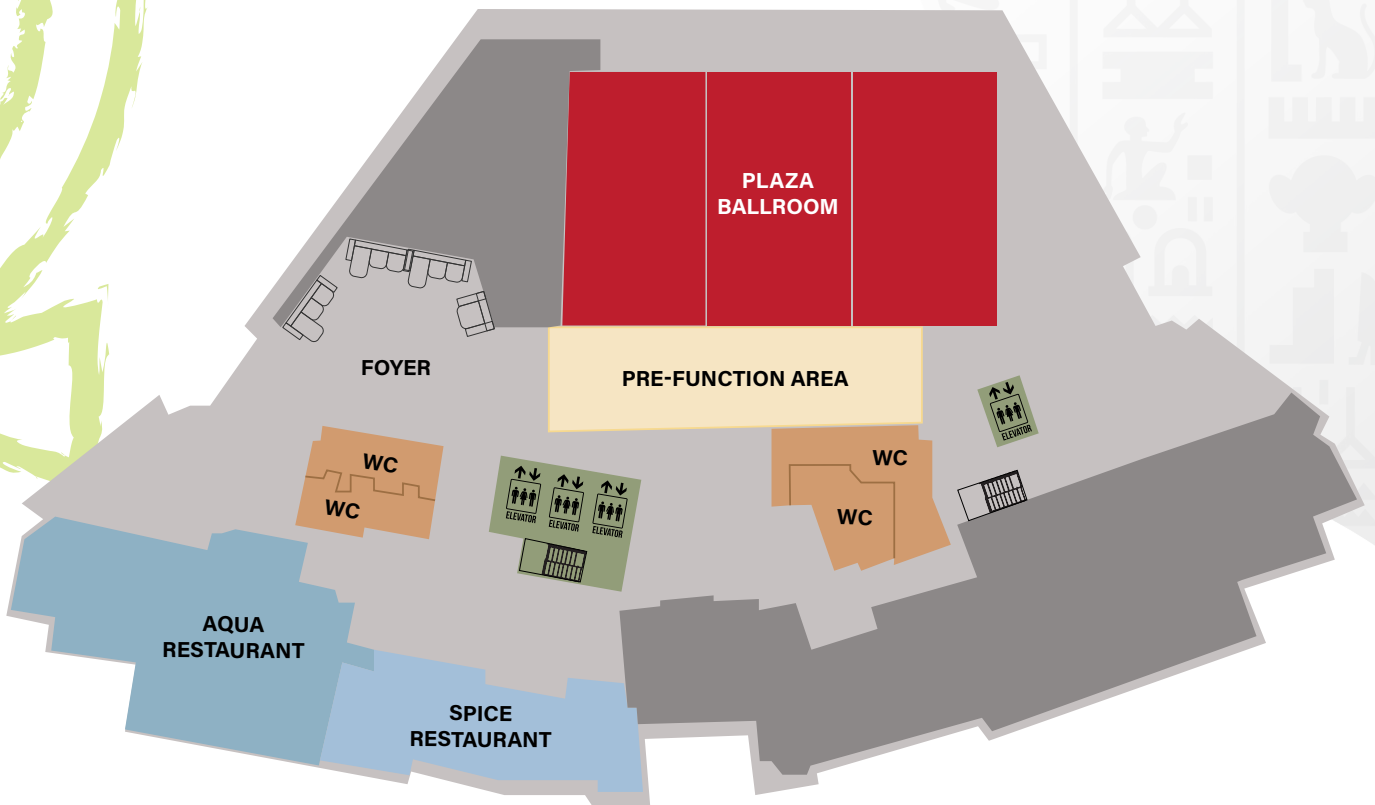 PLAZA
BALLROOM
FOYER
PRE-FUNCTION AREA
ELEVATOR
WC
WC
ELEVATOR
ELEVATOR
ELEVATOR
WC
WC
AQUA
RESTAURANT
SPICE
RESTAURANT